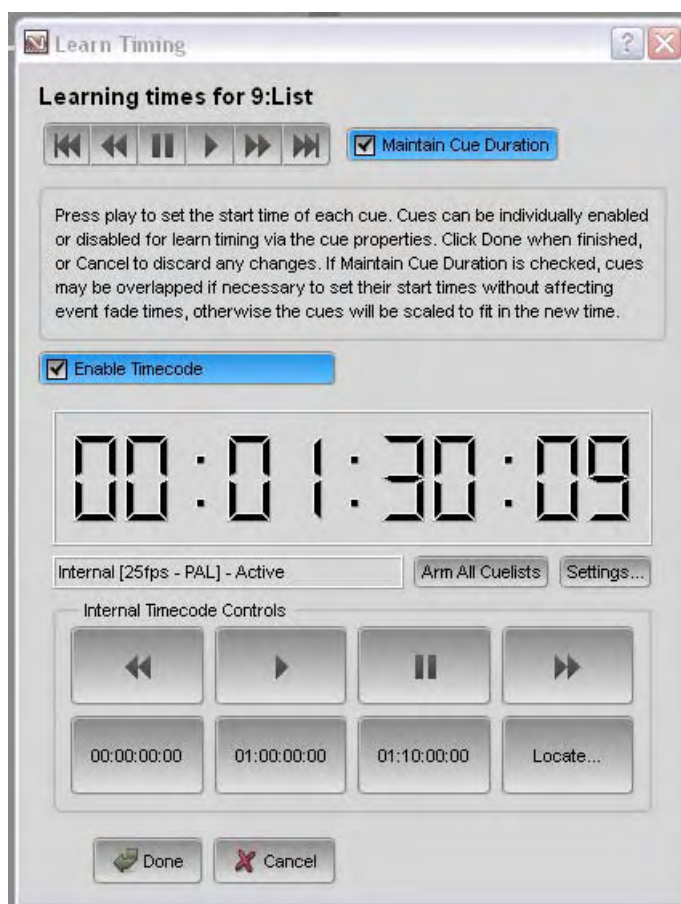 Learn Timing
Learning times for 9:List
Maintain Cue Duration
Press play to set the start time of each cue. Cues can be individually enabled
or disabled for learn timing via the cue properties. Click Done when finished,
or Cancel to discard any changes. If Maintain Cue Duration is checked, cues
may be overlapped if necessary to set their start times without affecting
event fade times, otherwise the cues will be scaled to fit in the new time.
Enable Timecode
00:01:30:09
Internal [25fps - PAL] - Active
Arm All Cuelists
Settings...
Internal Timecode Controls
00:00:00:00
01:00:00:00
01:10:00:00
Locate...
Done
Cancel